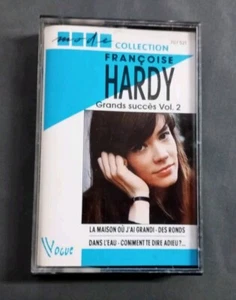 mode
COLLECTION
FRANÇOISE
HARDY
Grands succès Vol. 2
LA MAISON OÙ J'AI GRANDI - DES RONDS
DANS L'EAU - COMMENT TE DIRE ADIEU ?...
Vogue